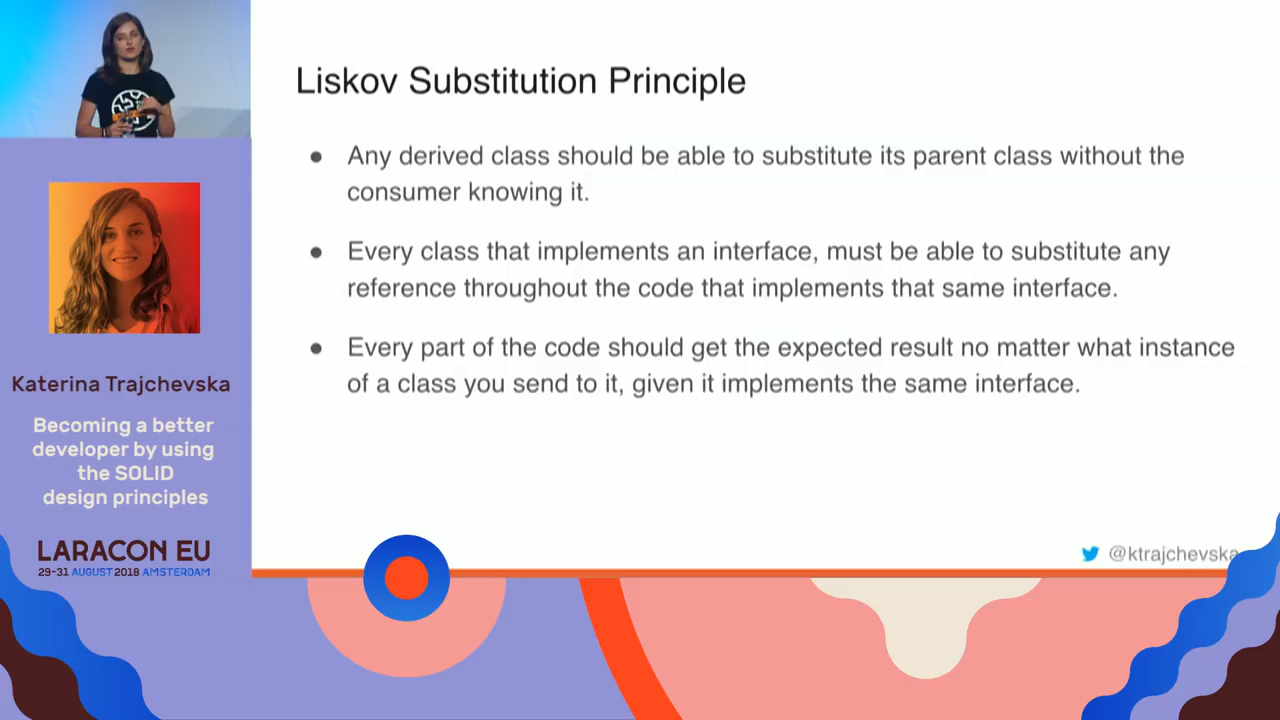 Liskov Substitution Principle
● Any derived class should be able to substitute its parent class without the
consumer knowing it.
● Every class that implements an interface, must be able to substitute any
reference throughout the code that implements that same interface.
● Every part of the code should get the expected result no matter what instance
of a class you send to it, given it implements the same interface.
Katerina Trajchevska
Becoming a better
developer by using
the SOLID
design principles
LARACON EU
29-31 AUGUST 2018 AMSTERDAM
@ktrajchevska